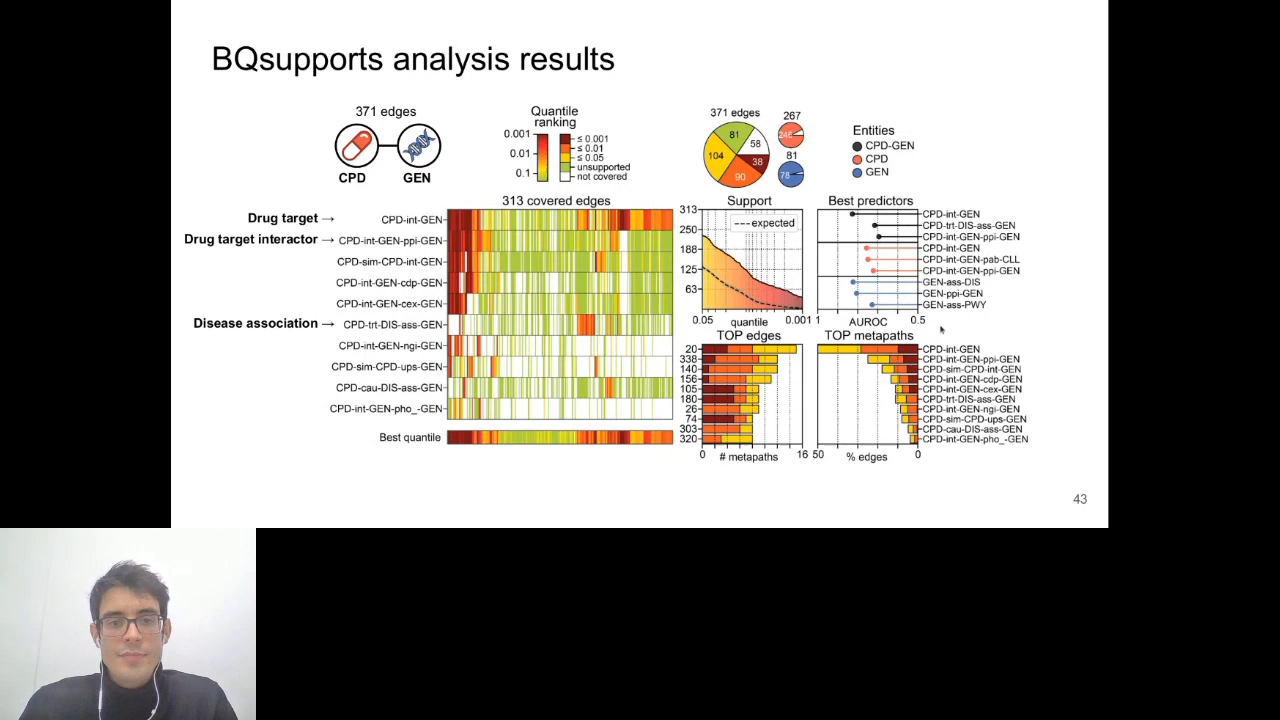 BQsupports analysis results
371 edges
CPD
GEN
Quantile
ranking
0.001
0.01
0.1
≤ 0.001
≤ 0.01
≤ 0.05
unsupported
not covered
371 edges
81
58
38
90
104
267
246
81
78
Entities
CPD-GEN
CPD
GEN
313 covered edges
Drug target →
Drug target interactor →
Disease association →
CPD-int-GEN
CPD-int-GEN-ppi-GEN
CPD-sim-CPD-int-GEN
CPD-int-GEN-cdp-GEN
CPD-int-GEN-cex-GEN
CPD-trt-DIS-ass-GEN
CPD-int-GEN-ngi-GEN
CPD-sim-CPD-ups-GEN
CPD-cau-DIS-ass-GEN
CPD-int-GEN-pho_-GEN
Best quantile
Support
313
250
188
125
63
expected
0.05
quantile
0.001
Best predictors
CPD-int-GEN
CPD-trt-DIS-ass-GEN
CPD-int-GEN-ppi-GEN
CPD-int-GEN
CPD-int-GEN-pab-CLL
CPD-int-GEN-ppi-GEN
GEN-ass-DIS
GEN-ppi-GEN
GEN-ass-PWY
1
AUROC
0.5
TOP edges
20
338
140
156
105
180
26
74
303
320
0
# metapaths
16
TOP metapaths
CPD-int-GEN
CPD-int-GEN-ppi-GEN
CPD-sim-CPD-int-GEN
CPD-int-GEN-cdp-GEN
CPD-int-GEN-cex-GEN
CPD-trt-DIS-ass-GEN
CPD-int-GEN-ngi-GEN
CPD-sim-CPD-ups-GEN
CPD-cau-DIS-ass-GEN
CPD-int-GEN-pho_-GEN
50
% edges
0
43